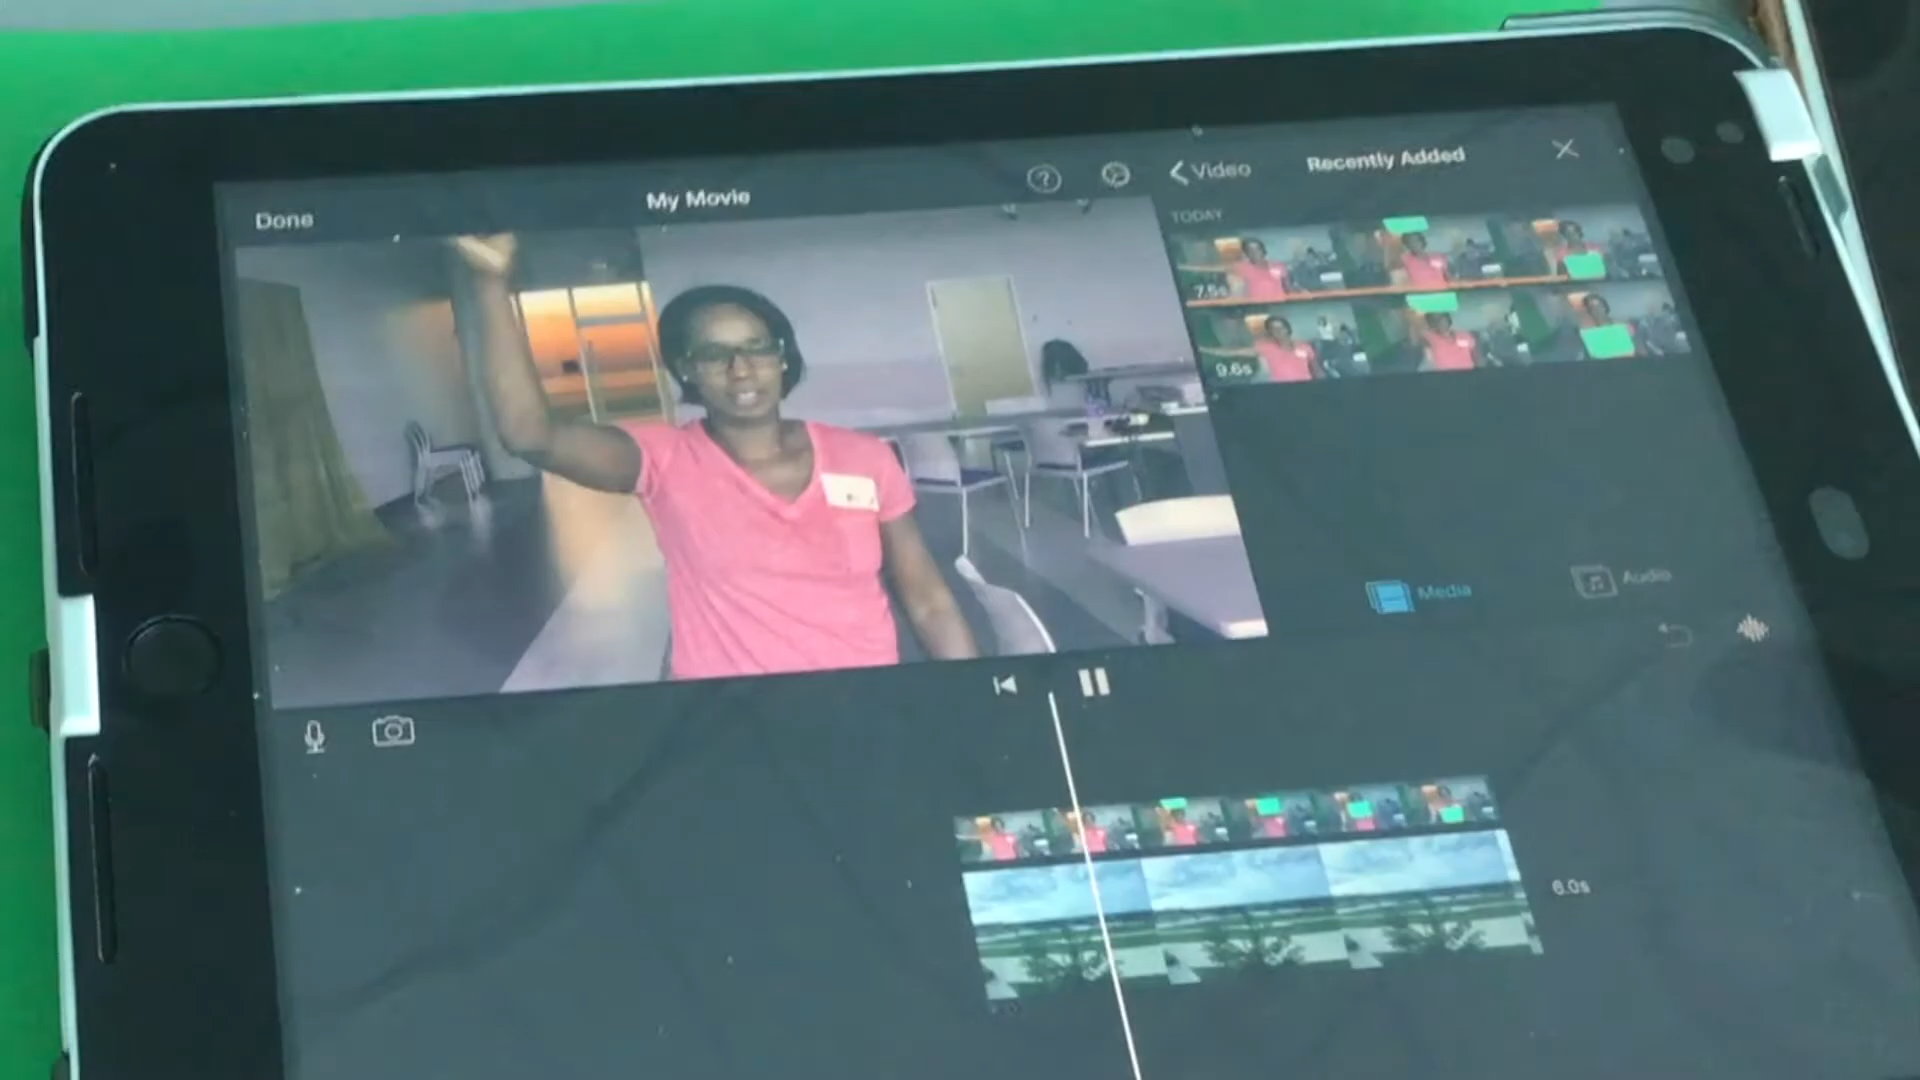 Done
My Movie
?
Video
Recently Added
TODAY
7.5s
9.6s
Media
Audio
6.0s